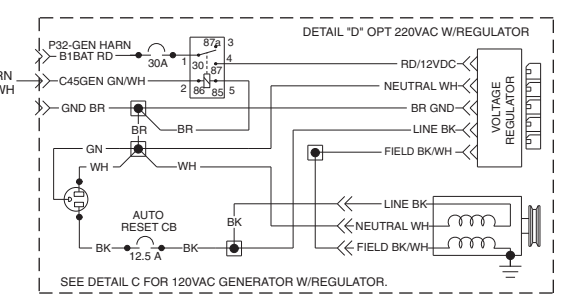 DETAIL "D" OPT 220VAC W/REGULATOR
P32-GEN HARN
B1BAT RD
30A
87a 3
1 30 4
87
2 86 85 5
RD/12VDC
RN
WH
C45GEN GN/WH
NEUTRAL WH
GND BR
BR GND
VOLTAGE
REGULATOR
BR
BR
LINE BK
GN
FIELD BK/WH
WH
WH
LINE BK
AUTO
RESET CB
BK
NEUTRAL WH
BK
BK
FIELD BK/WH
12.5 A
SEE DETAIL C FOR 120VAC GENERATOR W/REGULATOR.